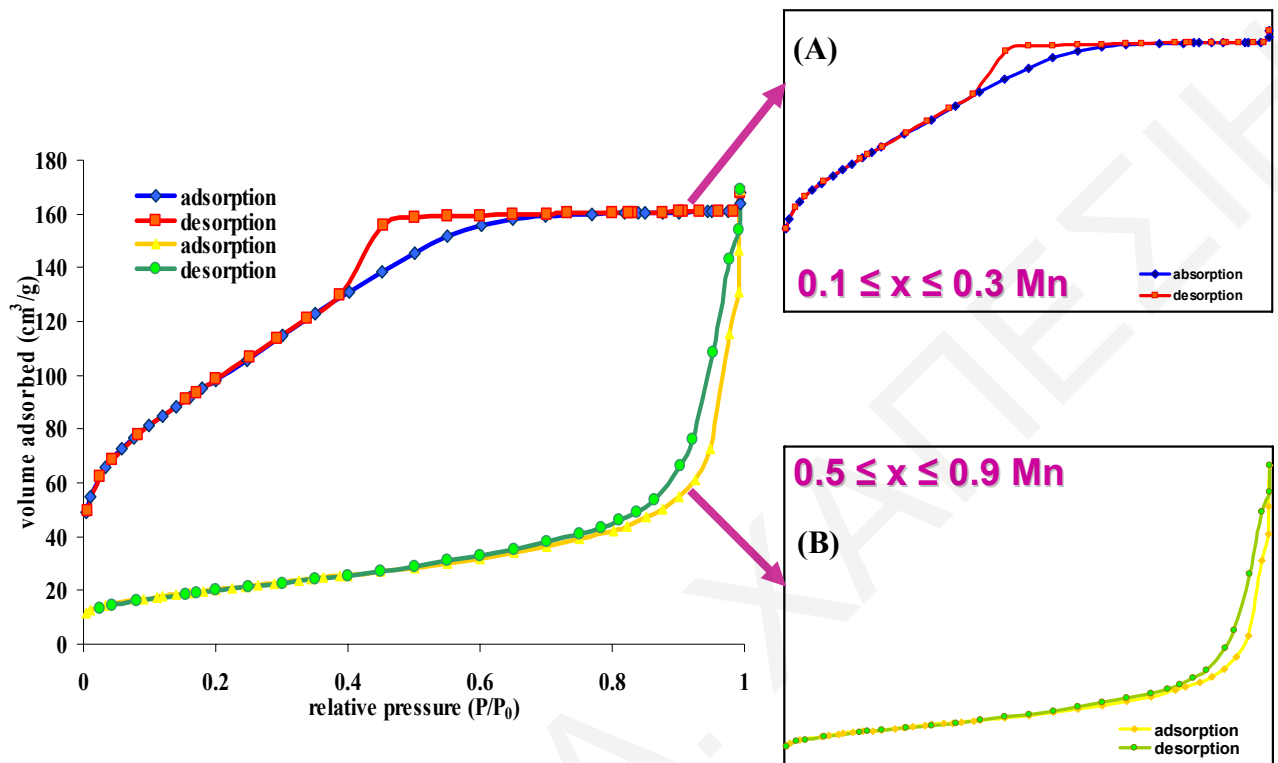 180
160
140
120
100
80
60
40
20
0
volume adsorbed (cm³/g)
adsorption
desorption
adsorption
desorption
0 0.2 0.4 0.6 0.8 1
relative pressure (P/P₀)
(A)
0.1 ≤ x ≤ 0.3 Mn
absorption
desorption
0.5 ≤ x ≤ 0.9 Mn
(B)
adsorption
desorption
Α. ΧΑΠΕΣΙΗ